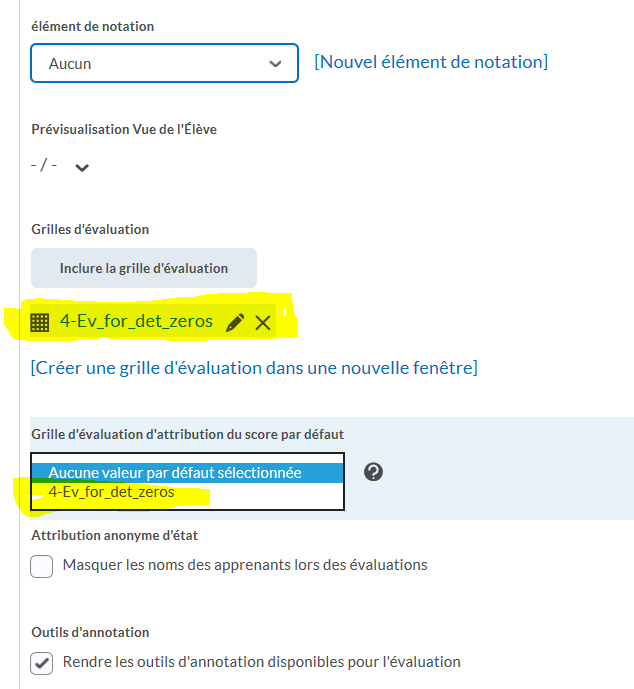 élément de notation
Aucun
[Nouvel élément de notation]
Prévisualisation Vue de l'Élève
- / -
Grilles d'évaluation
Inclure la grille d'évaluation
4-Ev_for_det_zeros
[Créer une grille d'évaluation dans une nouvelle fenêtre]
Grille d'évaluation d'attribution du score par défaut
Aucune valeur par défaut sélectionnée
?
4-Ev_for_det_zeros
Attribution anonyme d'état
Masquer les noms des apprenants lors des évaluations
Outils d'annotation
Rendre les outils d'annotation disponibles pour l'évaluation